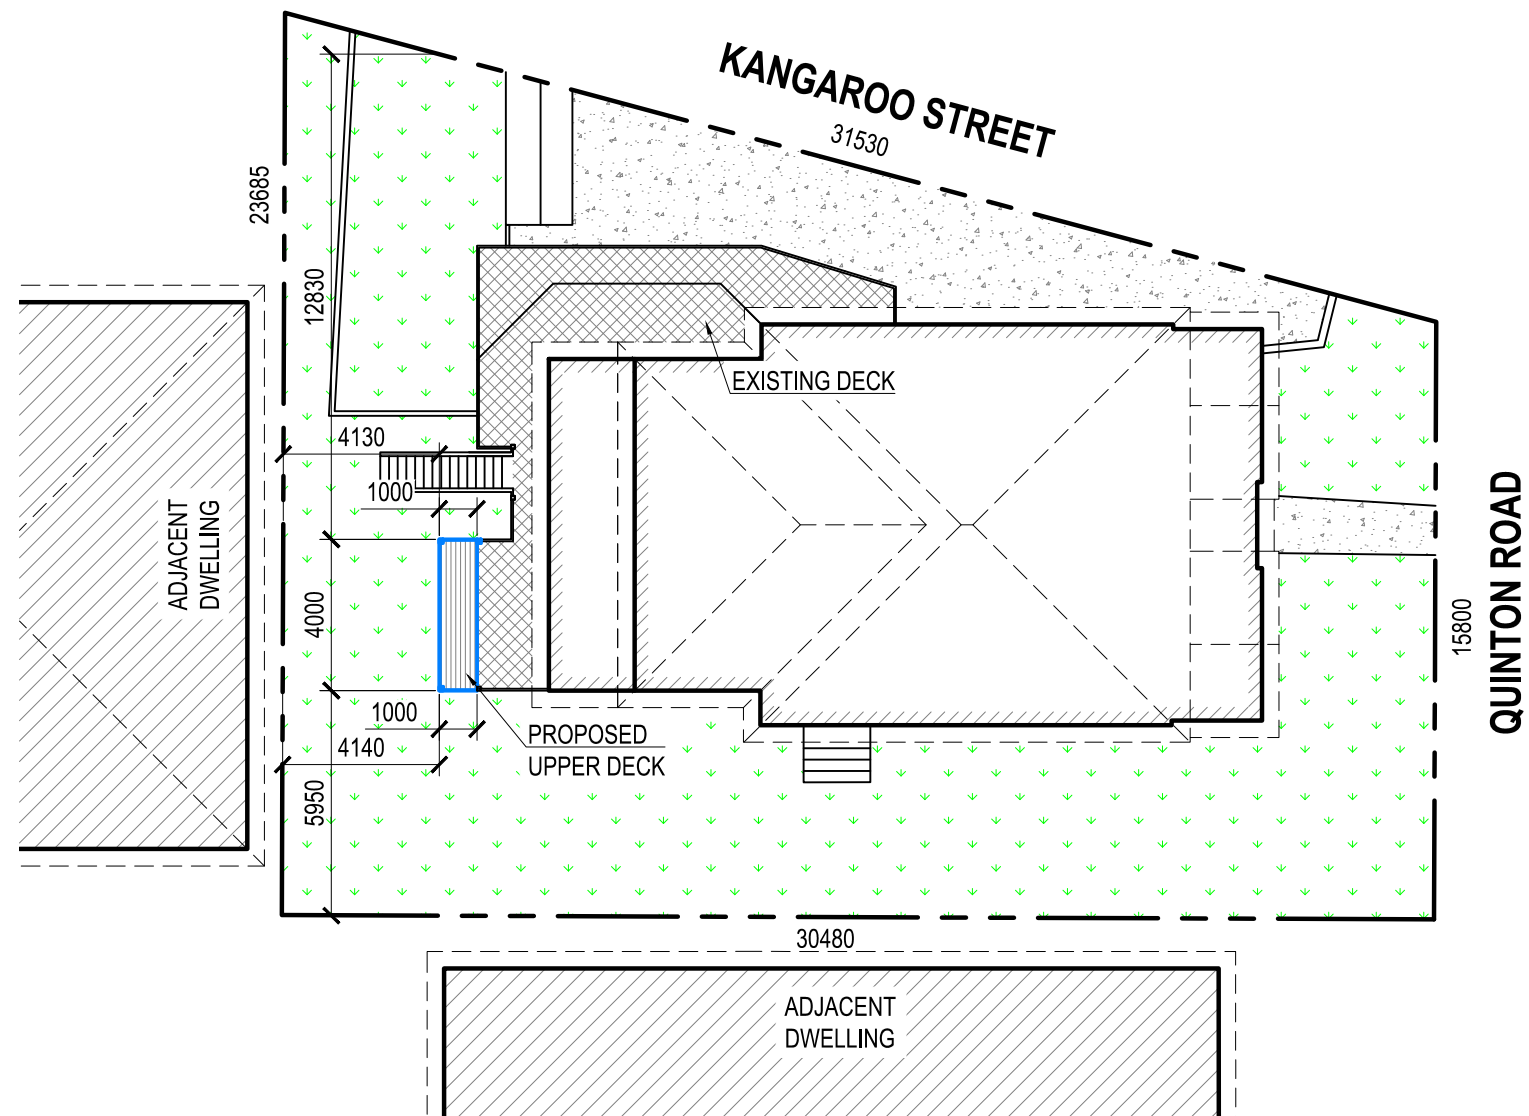 KANGAROO STREET
31530
23685
12830
EXISTING DECK
4130
1000
ADJACENT
DWELLING
4000
1000
4140
PROPOSED
UPPER DECK
5950
15800
QUINTON ROAD
30480
ADJACENT
DWELLING